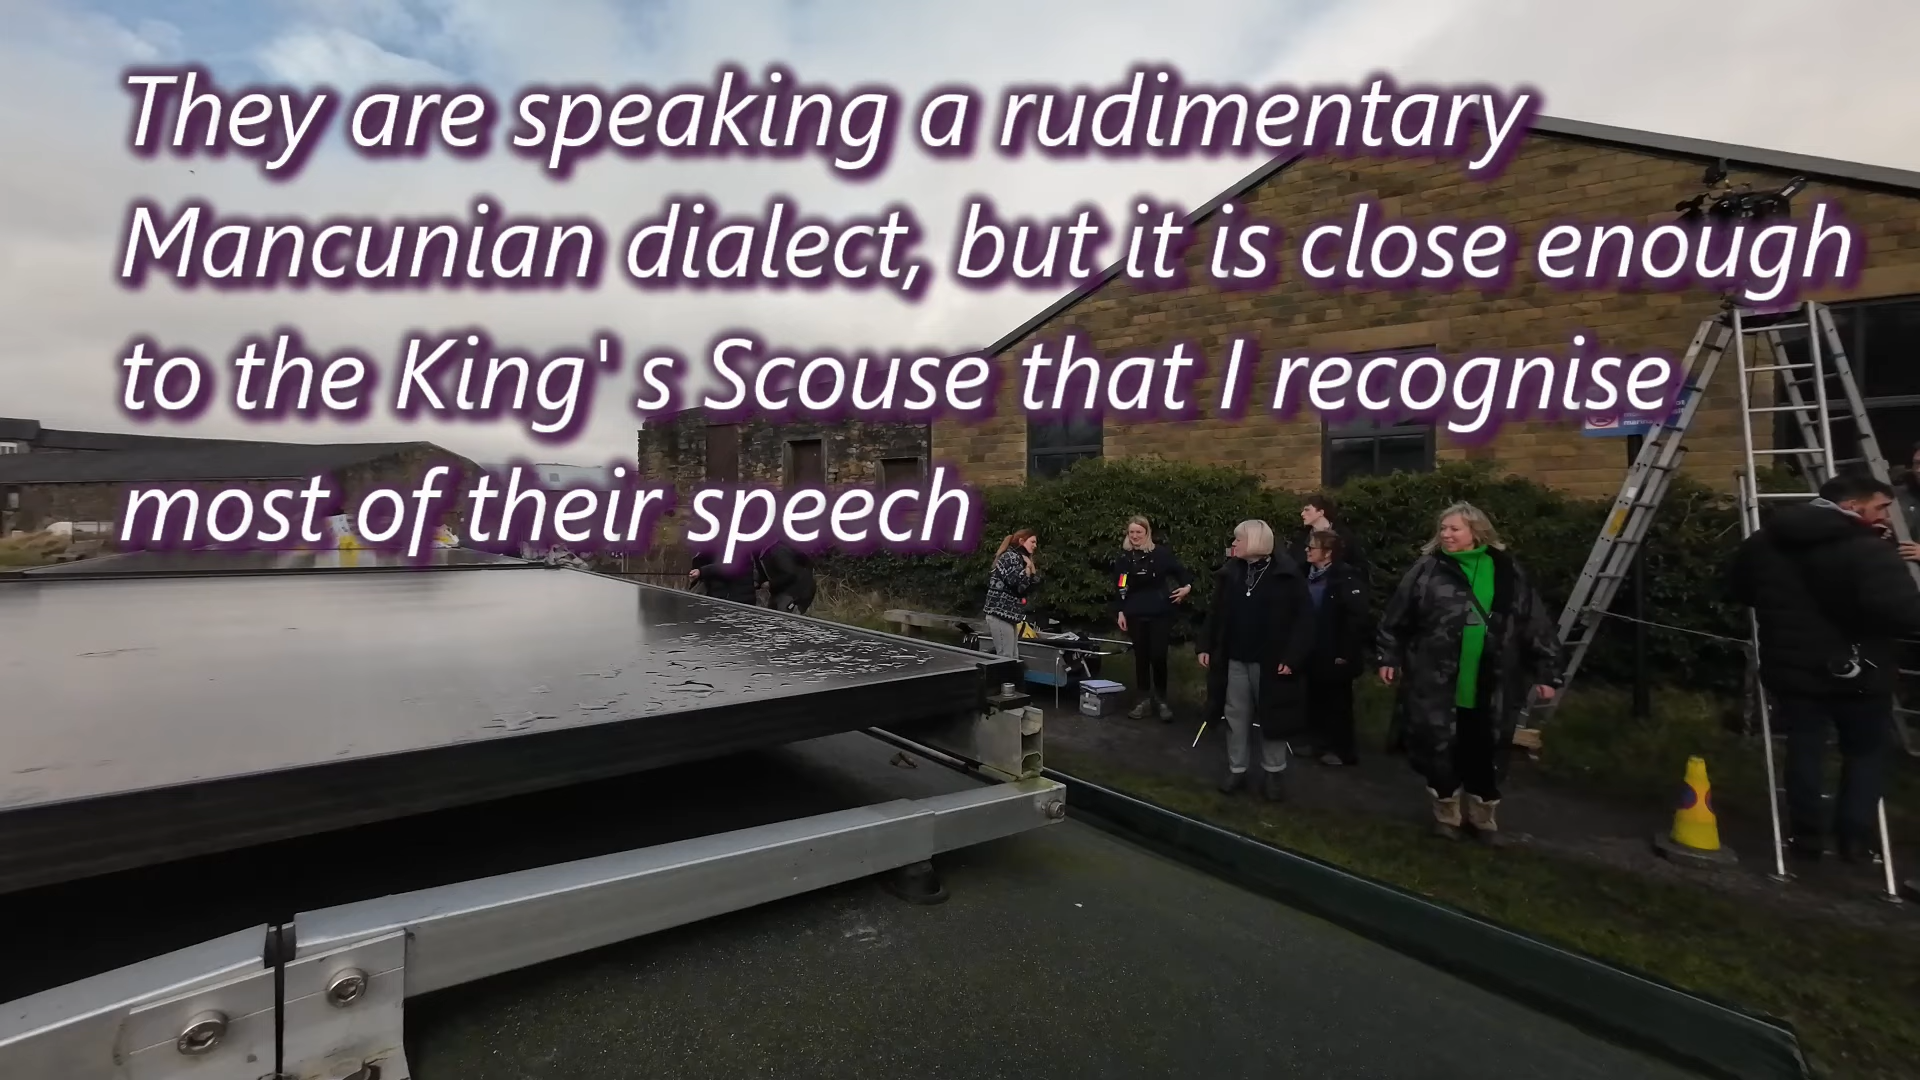 They are speaking a rudimentary
Mancunian dialect, but it is close enough
to the King' s Scouse that I recognise
most of their speech